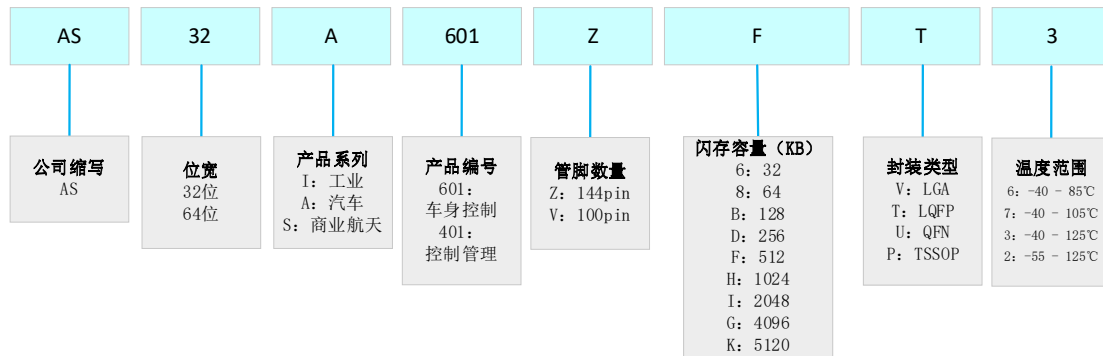 AS
32
A
601
Z
F
T
3
公司缩写
AS
位宽
32位
64位
产品系列
I：工业
A：汽车
S：商业航天
产品编号
601：
车身控制
401：
控制管理
管脚数量
Z：144pin
V：100pin
闪存容量（KB）
6：32
8：64
B：128
D：256
F：512
H：1024
I：2048
G：4096
K：5120
封装类型
V：LGA
T：LQFP
U：QFN
P：TSSOP
温度范围
6：-40 - 85℃
7：-40 - 105℃
3：-40 - 125℃
2：-55 - 125℃